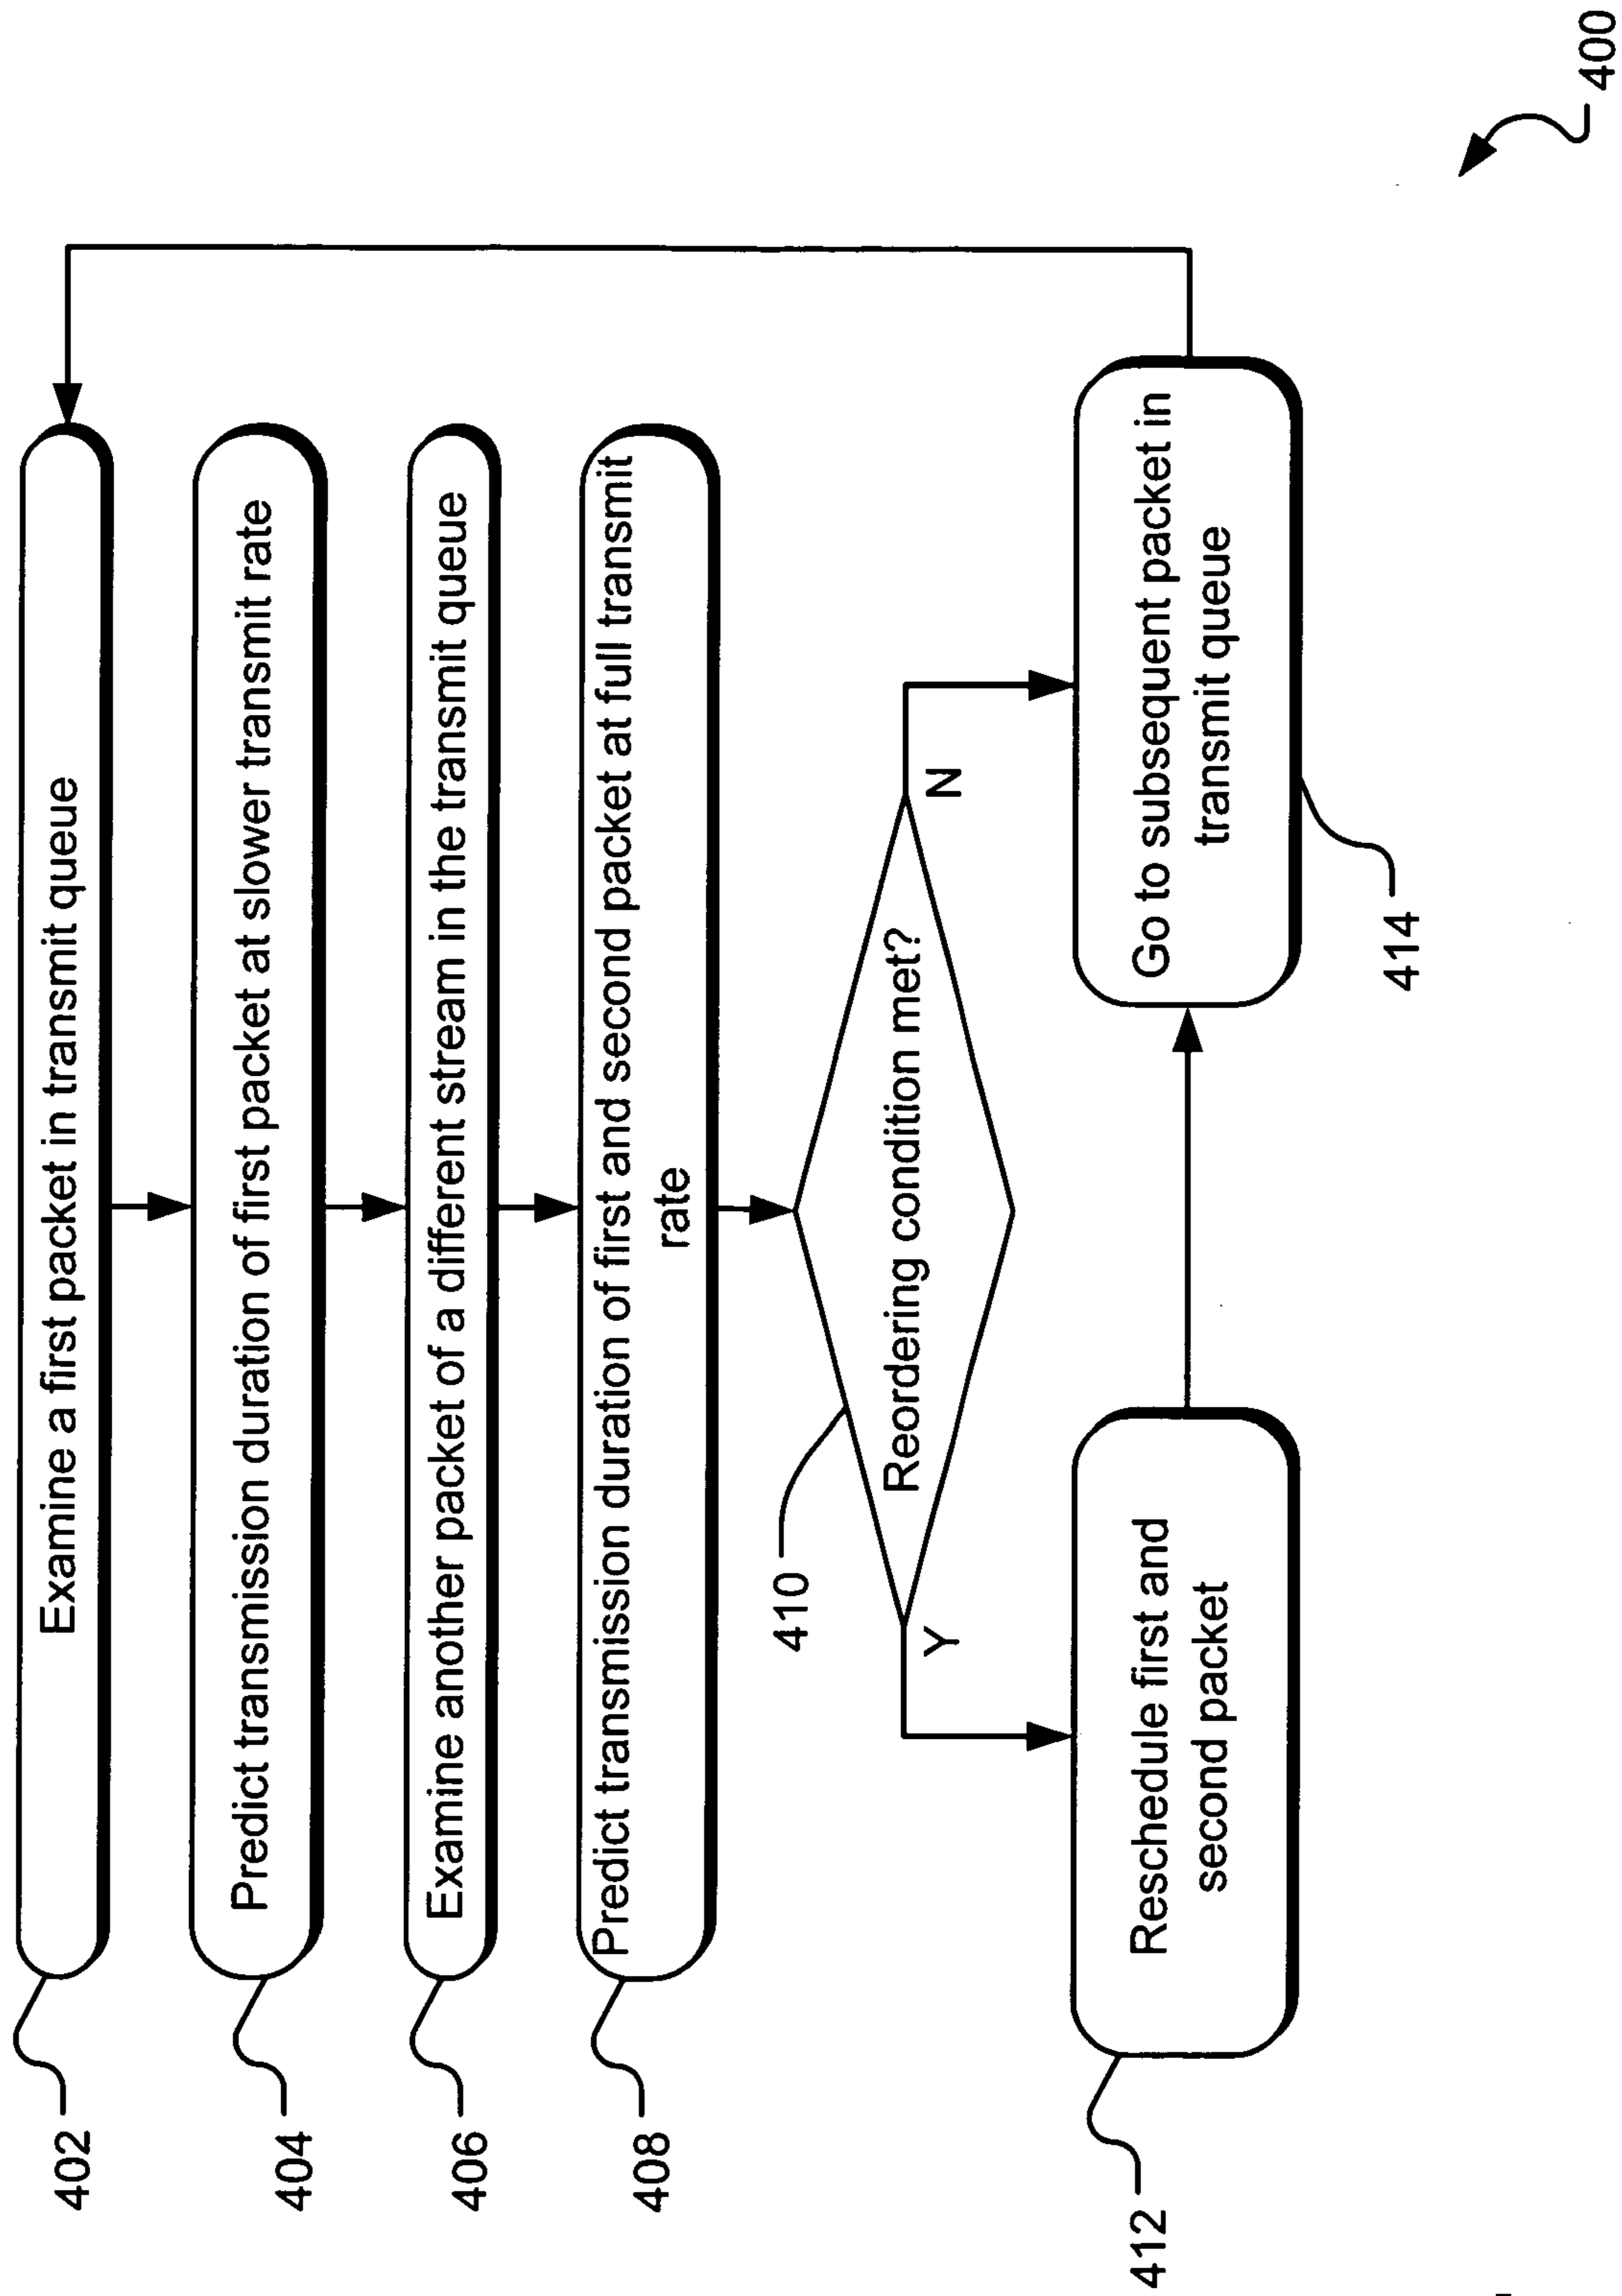 402
Examine a first packet in transmit queue
404
Predict transmission duration of first packet at slower transmit rate
406
Examine another packet of a different stream in the transmit queue
408
Predict transmission duration of first and second packet at full transmit
rate
410
Reordering condition met?
Y
N
412
Reschedule first and
second packet
Go to subsequent packet in
transmit queue
414
400